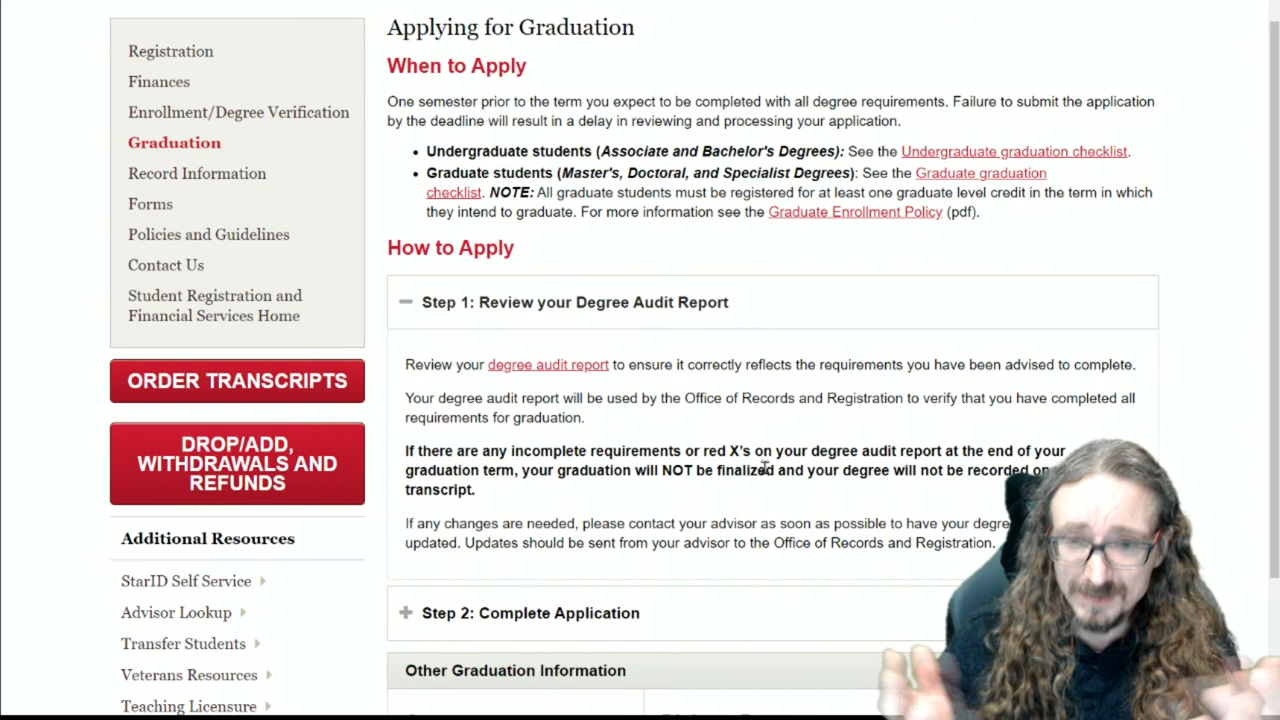 Registration
Finances
Enrollment/Degree Verification
Graduation
Record Information
Forms
Policies and Guidelines
Contact Us
Student Registration and
Financial Services Home
ORDER TRANSCRIPTS
DROP/ADD,
WITHDRAWALS AND
REFUNDS
Additional Resources
StarID Self Service
Advisor Lookup
Transfer Students
Veterans Resources
Teaching Licensure
Applying for Graduation
When to Apply
One semester prior to the term you expect to be completed with all degree requirements. Failure to submit the application
by the deadline will result in a delay in reviewing and processing your application.
• Undergraduate students (Associate and Bachelor's Degrees): See the Undergraduate graduation checklist.
• Graduate students (Master's, Doctoral, and Specialist Degrees): See the Graduate graduation
checklist. NOTE: All graduate students must be registered for at least one graduate level credit in the term in which
they intend to graduate. For more information see the Graduate Enrollment Policy (pdf).
How to Apply
Step 1: Review your Degree Audit Report
Review your degree audit report to ensure it correctly reflects the requirements you have been advised to complete.
Your degree audit report will be used by the Office of Records and Registration to verify that you have completed all
requirements for graduation.
If there are any incomplete requirements or red X's on your degree audit report at the end of your
graduation term, your graduation will NOT be finalized and your degree will not be recorded on
transcript.
If any changes are needed, please contact your advisor as soon as possible to have your
updated. Updates should be sent from your advisor to the Office of Records and Registration.
Step 2: Complete Application
Other Graduation Information